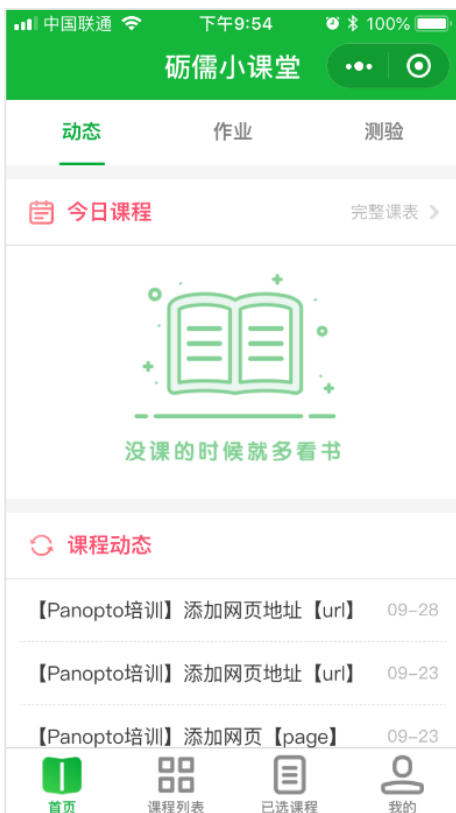 中国联通 下午9:54 100%
砺儒小课堂
动态 作业 测验
今日课程 完整课表
没课的时候就多看书
课程动态
【Panopto培训】添加网页地址【url】 09-28
【Panopto培训】添加网页地址【url】 09-23
【Panopto培训】添加网页【page】 09-23
首页 课程列表 已选课程 我的